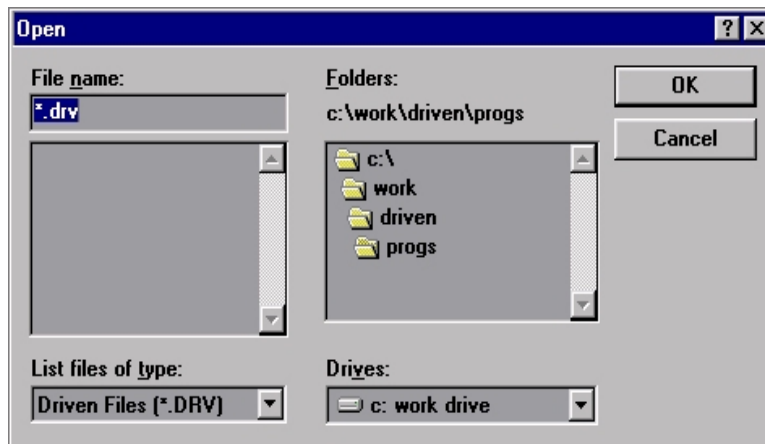 Open
File name:
*.drv
Folders:
c:\work\driven\progs
c:\
work
driven
progs
OK
Cancel
List files of type:
Driven Files (*.DRV)
Drives:
c: work drive